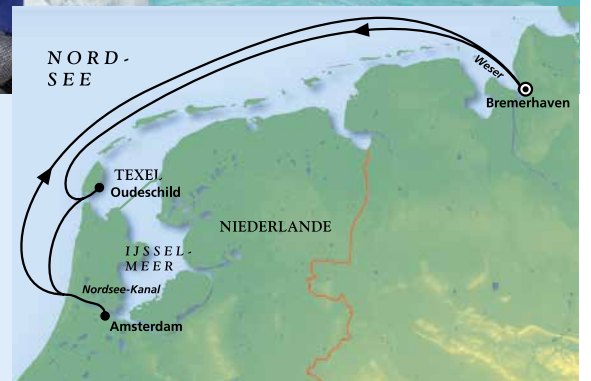 NORD-
SEE
Weser
Bremerhaven
TEXEL
Oudeschild
NIEDERLANDE
IJSSEL-
MEER
Nordsee-Kanal
Amsterdam